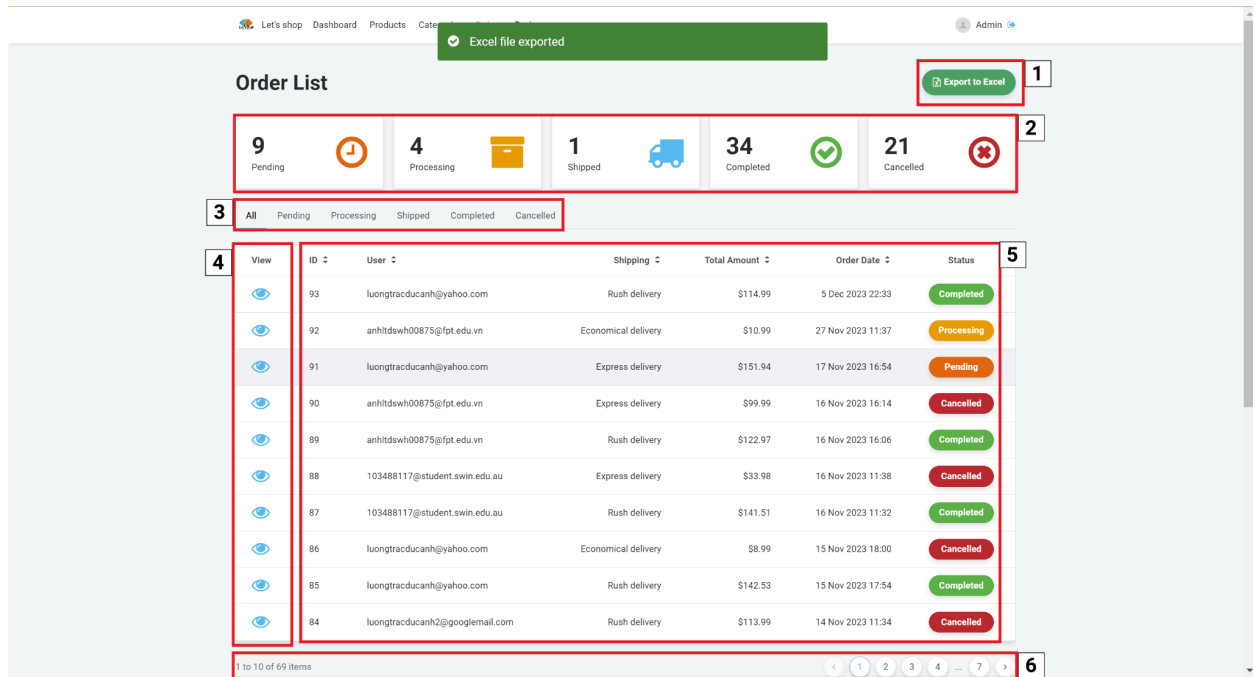 Let's shop Dashboard Products
Admin
Excel file exported
Order List
Export to Excel
1
2
9
Pending
4
Processing
1
Shipped
34
Completed
21
Cancelled
3
All Pending Processing Shipped Completed Cancelled
4
5
View ID User Shipping Total Amount Order Date Status
93 luongtracducanh@yahoo.com Rush delivery $114.99 5 Dec 2023 22:33 Completed
92 anhltdswh00875@fpt.edu.vn Economical delivery $10.99 27 Nov 2023 11:37 Processing
91 luongtracducanh@yahoo.com Express delivery $151.94 17 Nov 2023 16:54 Pending
90 anhltdswh00875@fpt.edu.vn Express delivery $99.99 16 Nov 2023 16:14 Cancelled
89 anhltdswh00875@fpt.edu.vn Rush delivery $122.97 16 Nov 2023 16:06 Completed
88 103488117@student.swin.edu.au Express delivery $33.98 16 Nov 2023 11:38 Cancelled
87 103488117@student.swin.edu.au Rush delivery $141.51 16 Nov 2023 11:32 Completed
86 luongtracducanh@yahoo.com Economical delivery $8.99 15 Nov 2023 18:00 Cancelled
85 luongtracducanh@yahoo.com Rush delivery $142.53 15 Nov 2023 17:54 Completed
84 luongtracducanh2@googlemail.com Rush delivery $113.99 14 Nov 2023 11:34 Cancelled
1 to 10 of 69 items < 1 2 3 4 ... 7 > 6